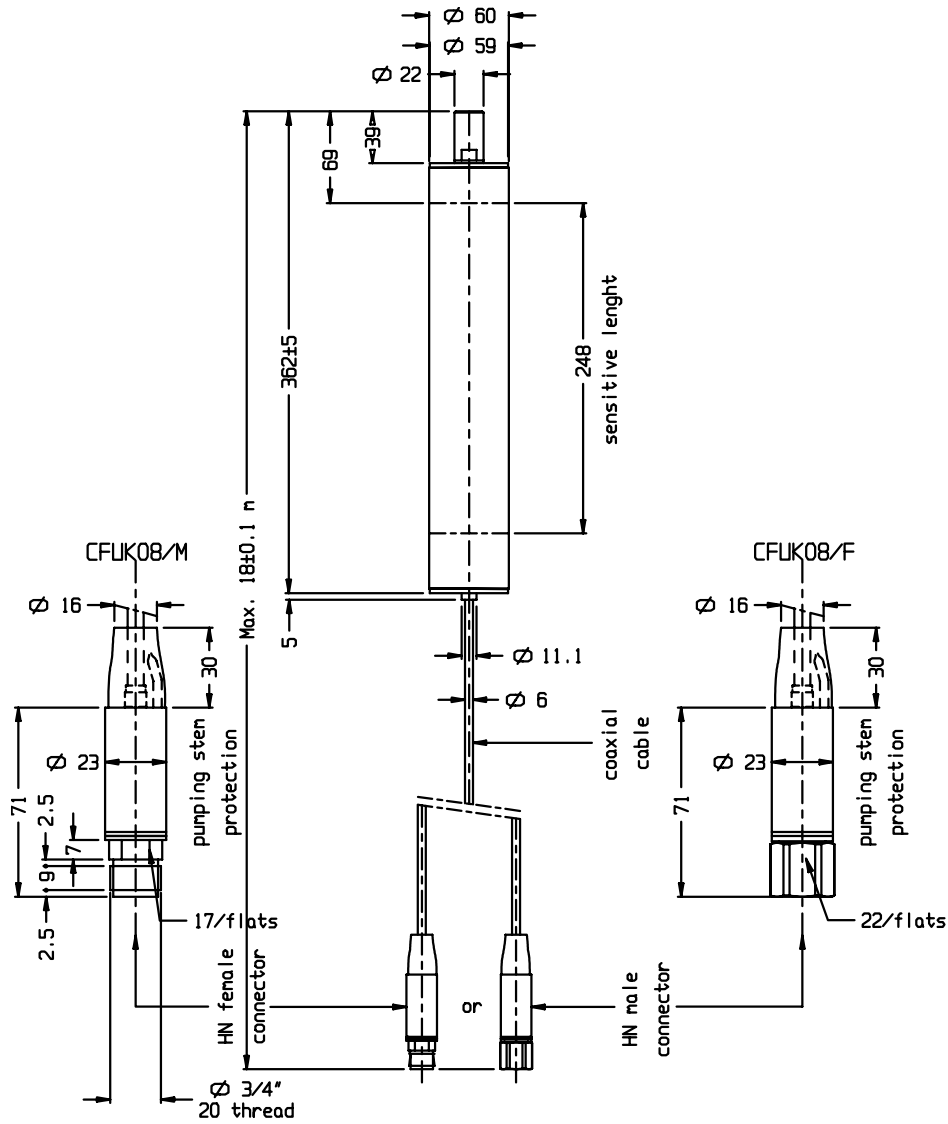 Ø 60
Ø 59
Ø 22
39
69
362±5
248
sensitive lenght
Max. 18±0.1 m
5
Ø 11.1
Ø 6
coaxial
cable
CFUK08/M
Ø 16
30
Ø 23
71
pumping stem
protection
2.5
7
9
2.5
17/flats
HN female
connector
Ø 3/4"
20 thread
or
CFUK08/F
Ø 16
30
Ø 23
71
pumping stem
protection
22/flats
HN male
connector